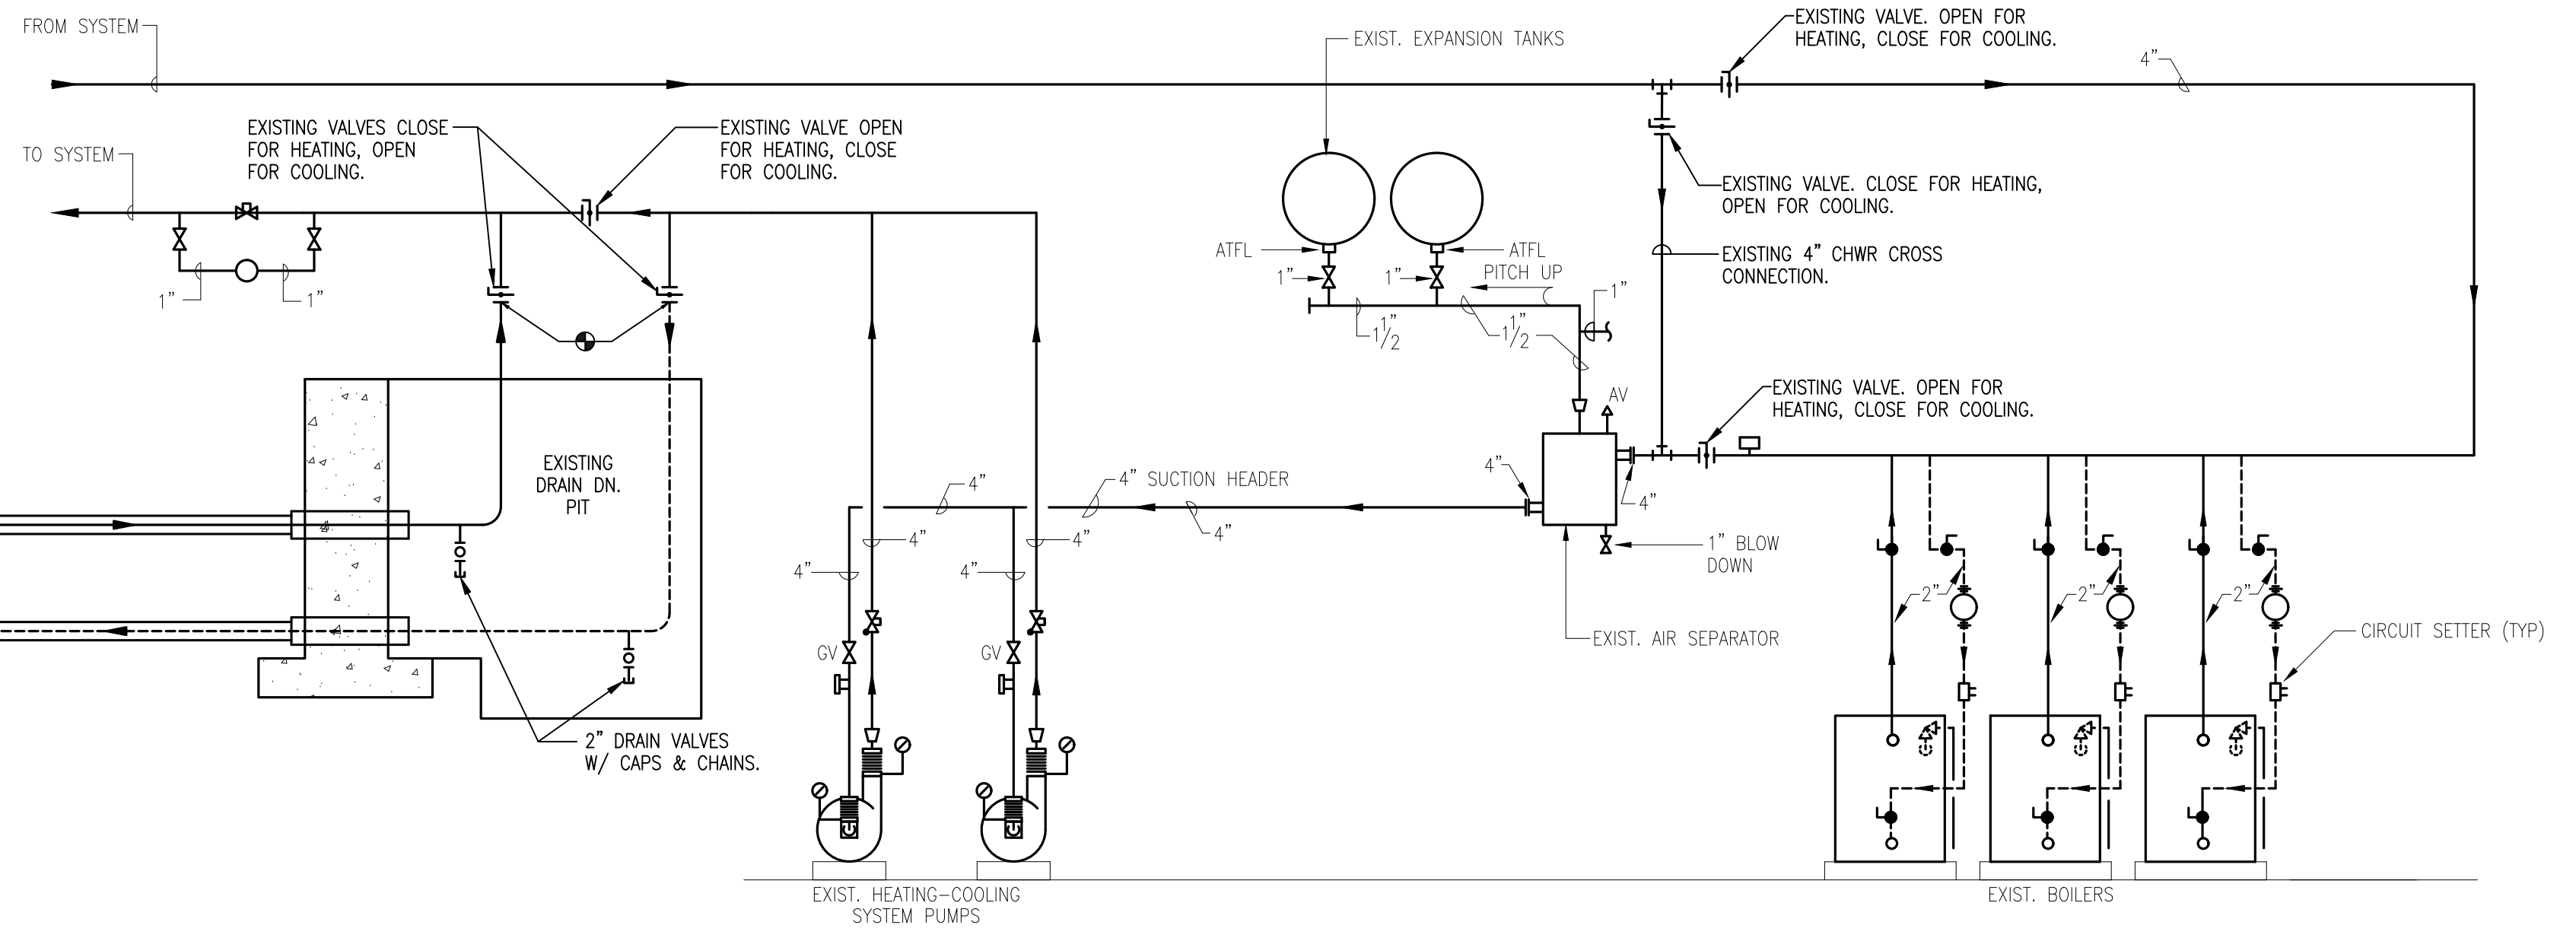 FROM SYSTEM
EXIST. EXPANSION TANKS
EXISTING VALVE. OPEN FOR
HEATING, CLOSE FOR COOLING.
4"
TO SYSTEM
EXISTING VALVES CLOSE
FOR HEATING, OPEN
FOR COOLING.
EXISTING VALVE OPEN
FOR HEATING, CLOSE
FOR COOLING.
EXISTING VALVE. CLOSE FOR HEATING,
OPEN FOR COOLING.
ATFL
ATFL
PITCH UP
EXISTING 4" CHWR CROSS
CONNECTION.
1"
1"
1"
1"
1"
1 1/2"
1 1/2"
EXISTING VALVE. OPEN FOR
HEATING, CLOSE FOR COOLING.
AV
EXISTING
DRAIN DN.
PIT
4"
4" SUCTION HEADER
4"
4"
4"
4"
4"
1" BLOW
DOWN
4"
4"
2"
2"
2"
EXIST. AIR SEPARATOR
CIRCUIT SETTER (TYP)
GV
GV
2" DRAIN VALVES
W/ CAPS & CHAINS.
EXIST. HEATING-COOLING
SYSTEM PUMPS
EXIST. BOILERS